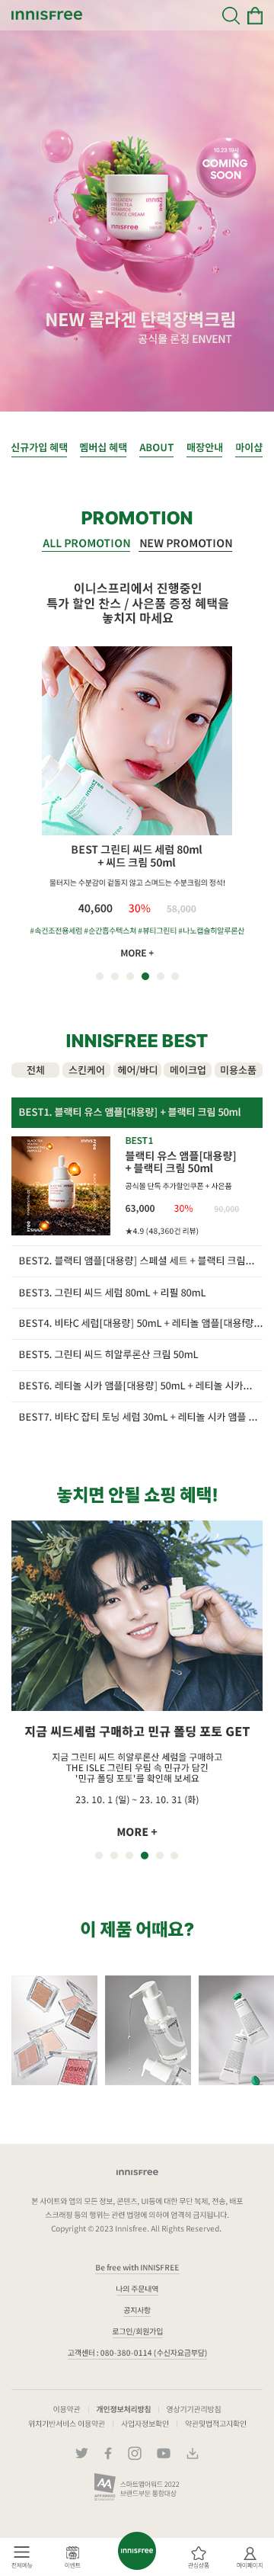 INNISFREE
10.23 19시
COMING
SOON
COLLAGEN
GREEN TEA
CERAMIDE
BOUNCE CREAM
INNISFREE
NEW 콜라겐 탄력장벽크림
공식몰 론칭 ENVENT
신규가입 혜택 멤버십 혜택 ABOUT 매장안내 마이샵
PROMOTION
ALL PROMOTION NEW PROMOTION
이니스프리에서 진행중인
특가 할인 찬스 / 사은품 증정 혜택을
놓치지 마세요
BEST 그린티 씨드 세럼 80ml
+ 씨드 크림 50ml
물터지는 수분감이 겉돌지 않고 스며드는 수분크림의 정석!
40,600 30% 58,000
#속건조전용세럼 #순간흡수텍스쳐 #뷰티그린티 #나노캡슐히알루론산
MORE +
INNISFREE BEST
전체 스킨케어 헤어/바디 메이크업 미용소품
BEST1. 블랙티 유스 앰플[대용량] + 블랙티 크림 50ml
BEST1
블랙티 유스 앰플[대용량]
+ 블랙티 크림 50ml
공식몰 단독 추가할인쿠폰 + 사은품
63,000 30% 90,000
★4.9 (48,360건 리뷰)
BEST2. 블랙티 앰플[대용량] 스페셜 세트 + 블랙티 크림...
BEST3. 그린티 씨드 세럼 80mL + 리필 80mL
BEST4. 비타C 세럼[대용량] 50mL + 레티놀 앰플[대용량...
BEST5. 그린티 씨드 히알루론산 크림 50mL
BEST6. 레티놀 시카 앰플[대용량] 50mL + 레티놀 시카...
BEST7. 비타C 잡티 토닝 세럼 30mL + 레티놀 시카 앰플 ...
놓치면 안될 쇼핑 혜택!
지금 씨드세럼 구매하고 민규 폴딩 포토 GET
지금 그린티 씨드 히알루론산 세럼을 구매하고
THE ISLE 그린티 우림 속 민규가 담긴
'민규 폴딩 포토'를 확인해 보세요
23. 10. 1 (일) ~ 23. 10. 31 (화)
MORE +
이 제품 어때요?
INNISFREE
본 사이트와 앱의 모든 정보, 콘텐츠, UI등에 대한 무단 복제, 전송, 배포
스크래핑 등의 행위는 관련 법령에 의하여 엄격히 금지됩니다.
Copyright © 2023 Innisfree. All Rights Reserved.
Be free with INNISFREE
나의 주문내역
공지사항
로그인/회원가입
고객센터 : 080-380-0114 (수신자요금부담)
이용약관 | 개인정보처리방침 | 영상기기관리방침
위치기반서비스 이용약관 | 사업자정보확인 | 약관및법적고지확인
스마트앱어워드 2022
브랜드부문 통합대상
전체메뉴 이벤트 INNISFREE 관심상품 마이페이지